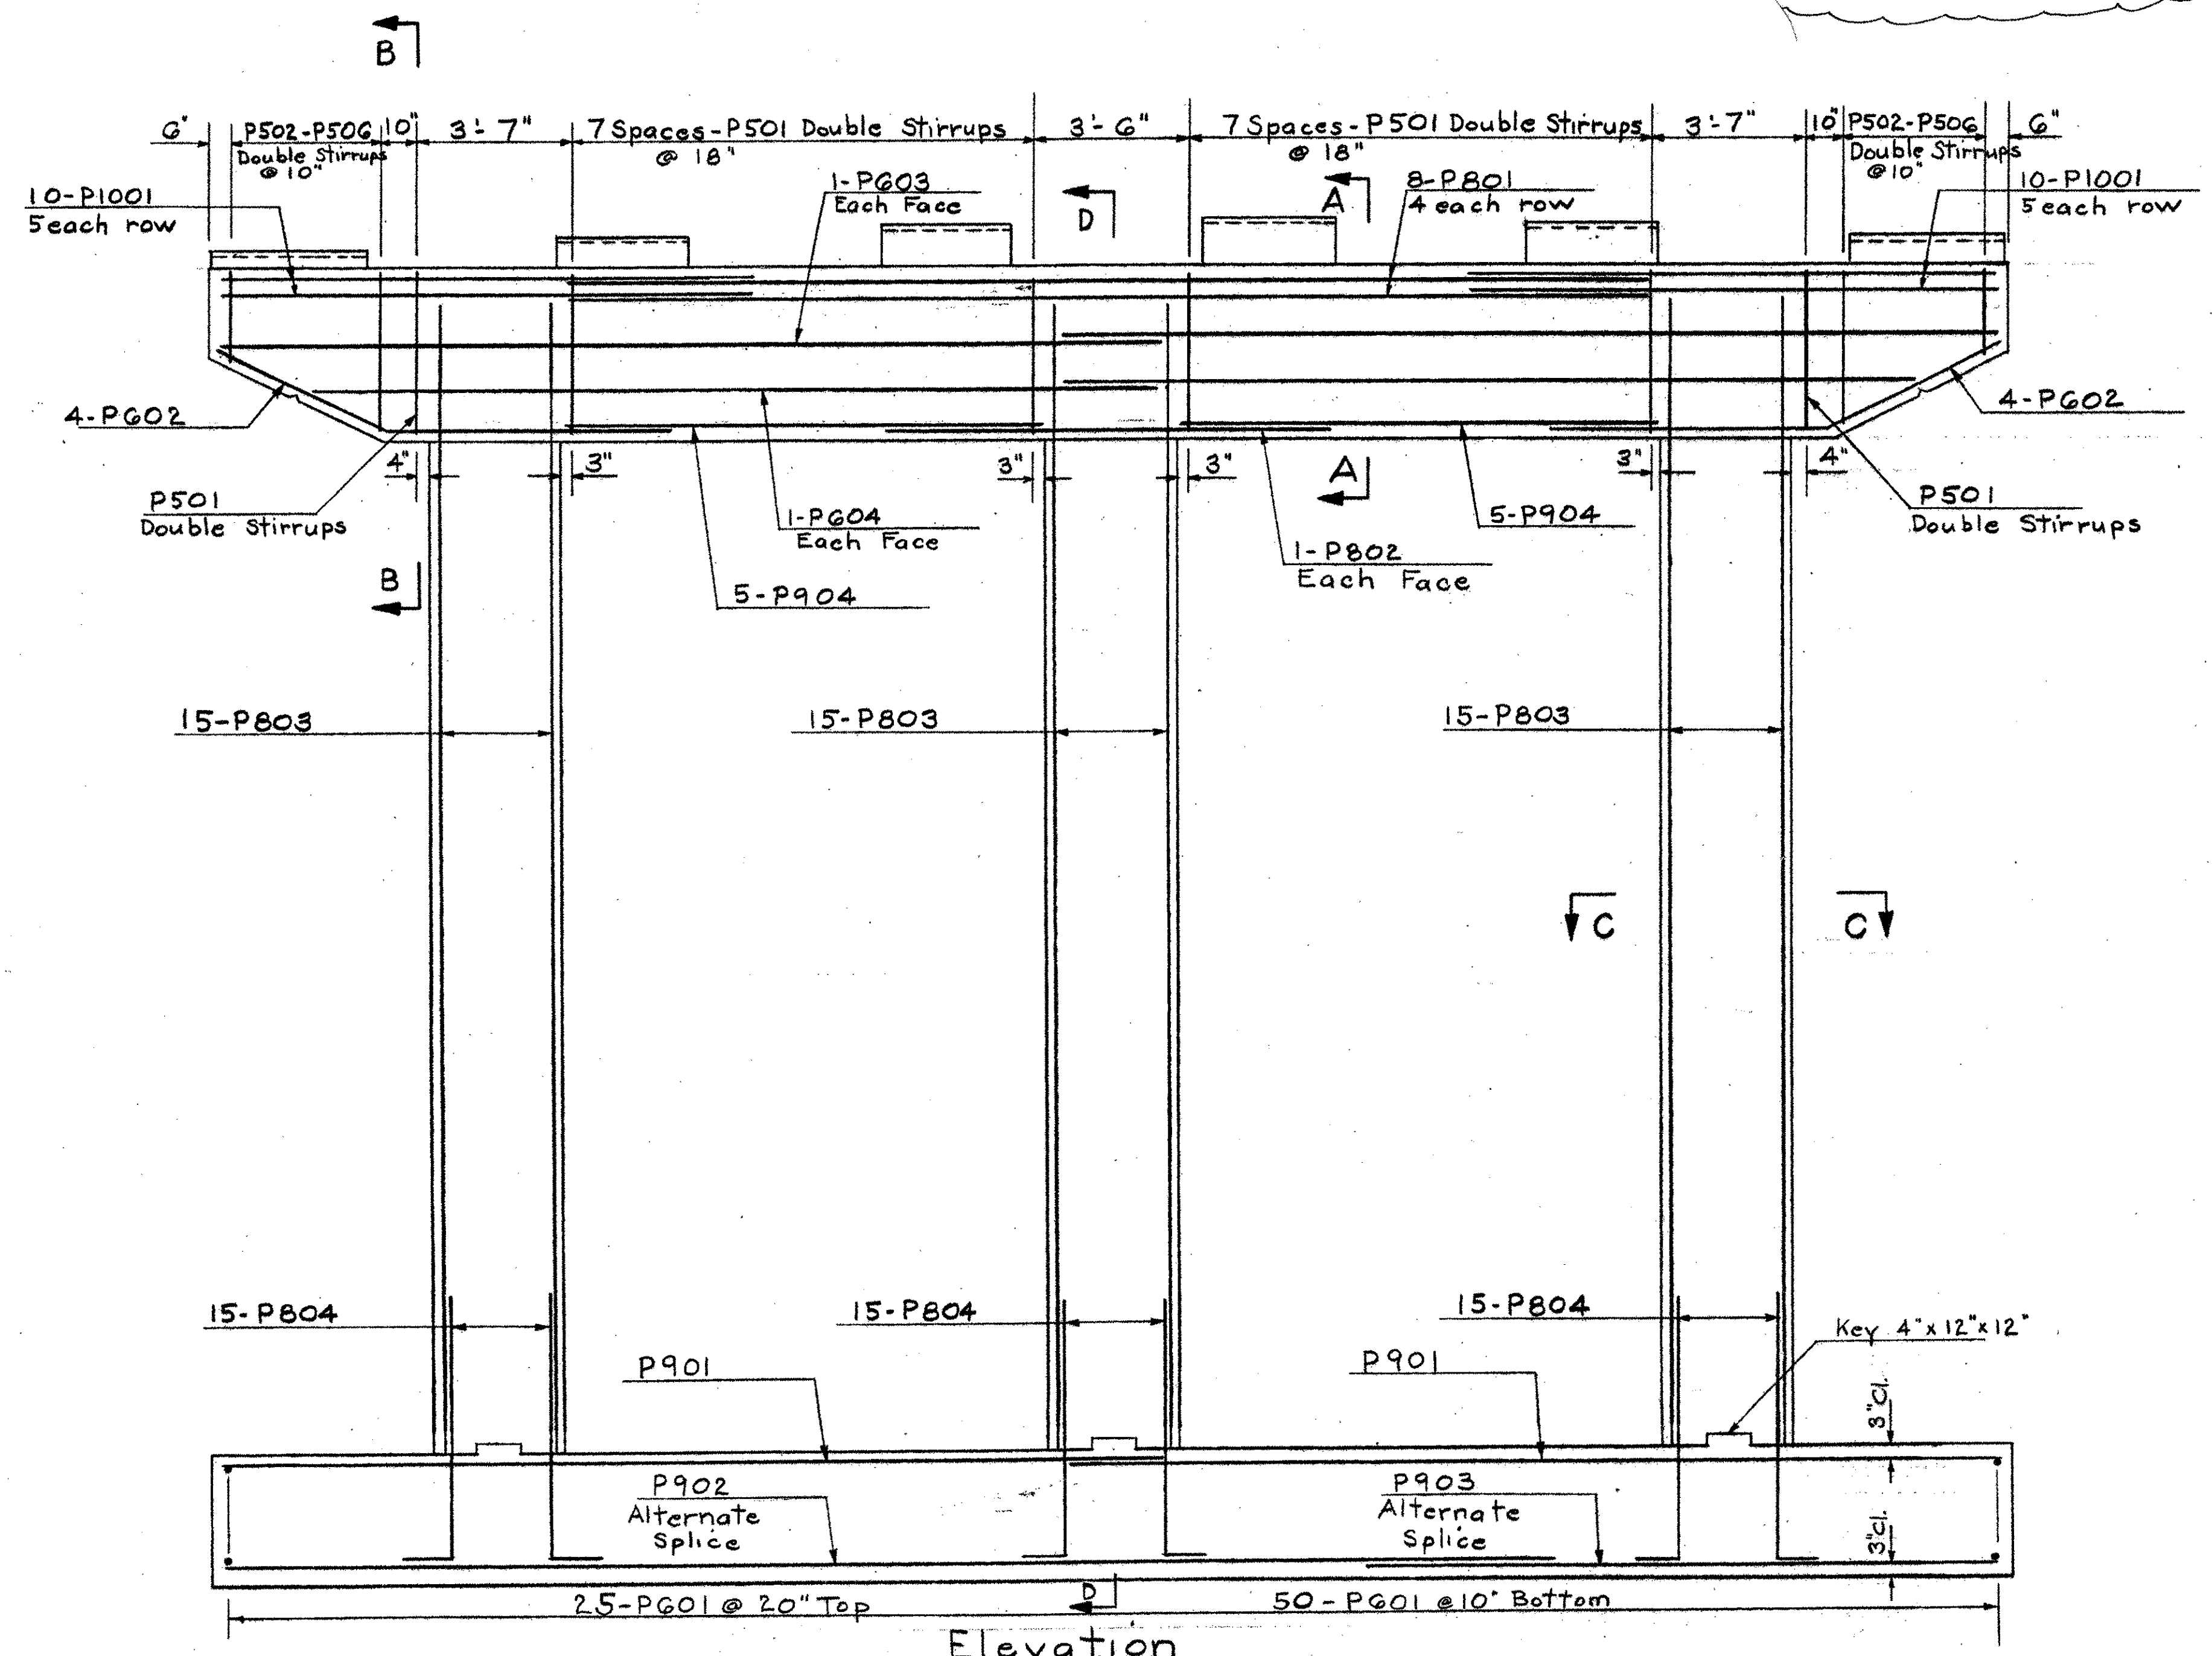 B
6"
P502-P506
Double Stirrups
@ 10"
10"
3'-7"
7 Spaces-P501 Double Stirrups
@ 18"
3'-6"
7 Spaces-P501 Double Stirrups
@ 18"
3'-7"
10"
P502-P506
Double Stirrups
@10"
6"
10-P1001
5 each row
1-P603
Each Face
D
A
8-P801
4 each row
10-P1001
5 each row
4-P602
4-P602
4"
3"
3"
3"
A
3"
4"
P501
Double Stirrups
1-P604
Each Face
5-P904
P501
Double Stirrups
1-P802
Each Face
B
5-P904
15-P803
15-P803
15-P803
C
C
15-P804
15-P804
15-P804
Key 4"x12"x12"
P901
P901
3"Cl.
P902
Alternate
Splice
P903
Alternate
Splice
3"Cl.
25-P601 @ 20" Top
D
50-P601 @10" Bottom
Elevation